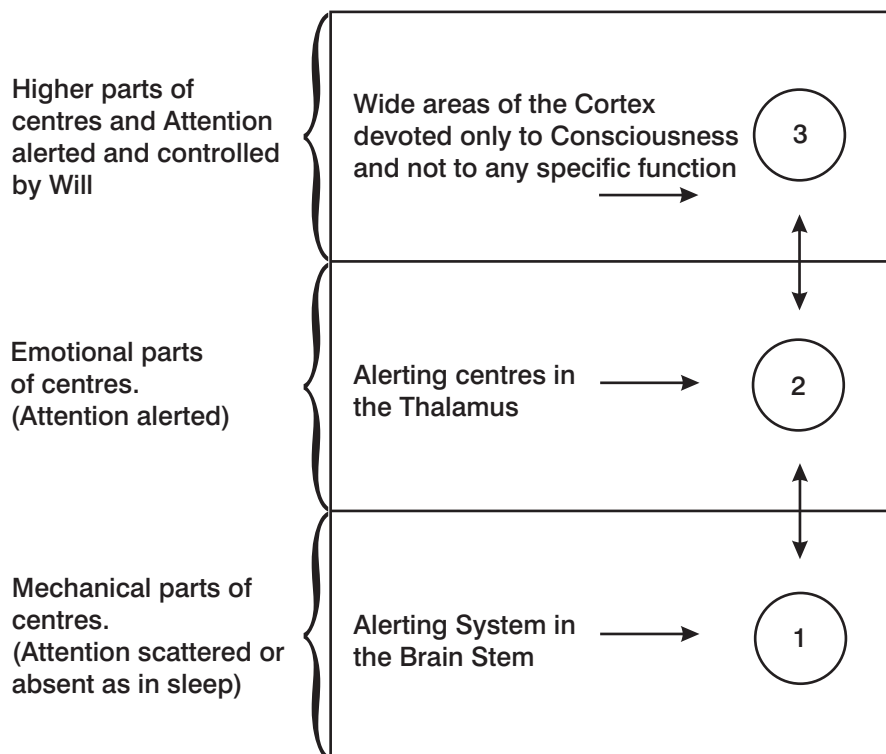 Higher parts of
centres and Attention
alerted and controlled
by Will
Wide areas of the Cortex
devoted only to Consciousness
and not to any specific function
3
Emotional parts
of centres.
(Attention alerted)
Alerting centres in
the Thalamus
2
Mechanical parts of
centres.
(Attention scattered or
absent as in sleep)
Alerting System in
the Brain Stem
1